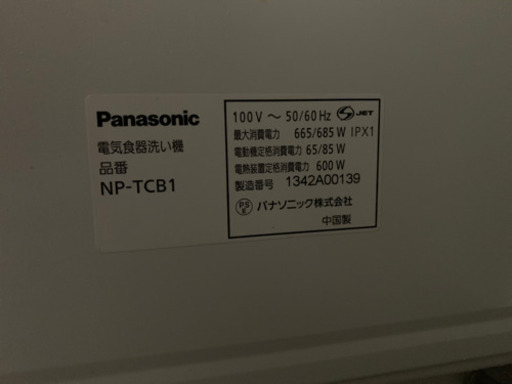 Panasonic
電気食器洗い機
品番
NP-TCB1
100V ～ 50/60Hz JET
最大消費電力 665/685W IPX1
電動機定格消費電力 65/85W
電熱装置定格消費電力 600W
製造番号 1342A00139
PSE パナソニック株式会社
中国製